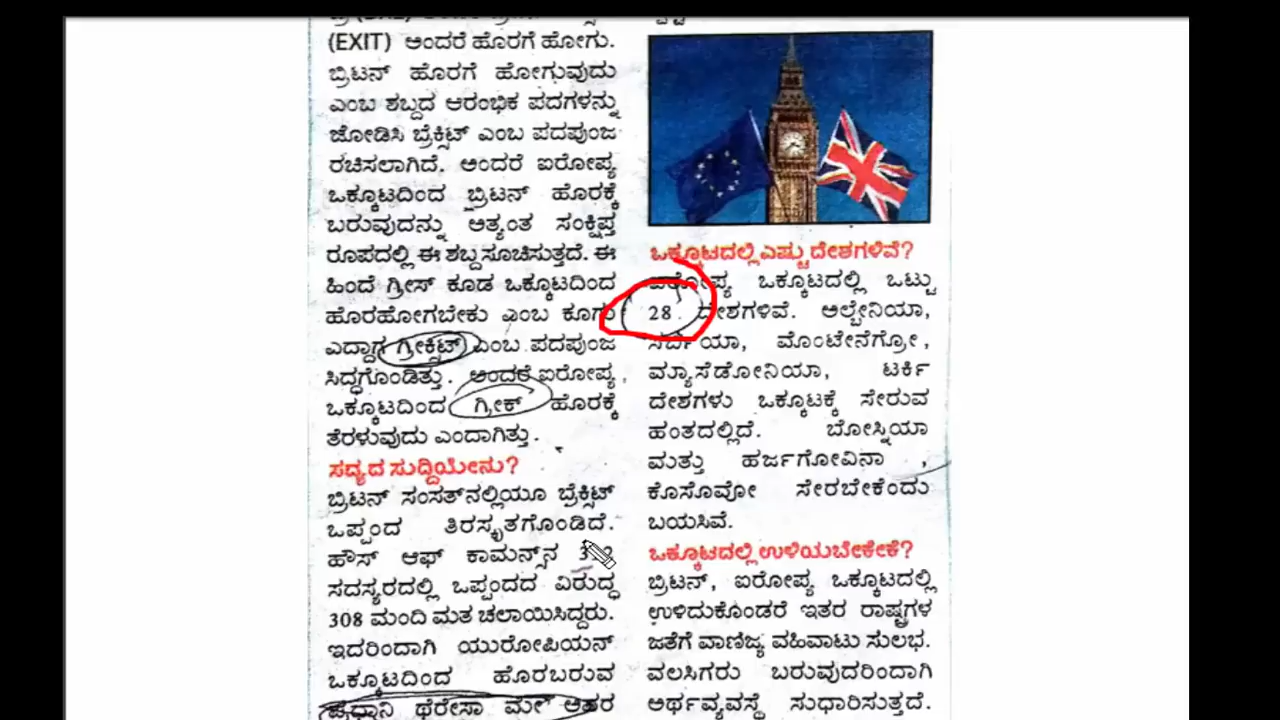 (EXIT) ಅಂದರೆ ಹೊರಗೆ ಹೋಗು.
ಬ್ರಿಟನ್ ಹೊರಗೆ ಹೋಗುವುದು
ಎಂಬ ಶಬ್ದದ ಆರಂಭಿಕ ಪದಗಳನ್ನು
ಜೋಡಿಸಿ ಬ್ರೆಕ್ಸಿಟ್ ಎಂಬ ಪದಪುಂಜ
ರಚಿಸಲಾಗಿದೆ. ಅಂದರೆ ಐರೋಪ್ಯ
ಒಕ್ಕೂಟದಿಂದ ಬ್ರಿಟನ್ ಹೊರಕ್ಕೆ
ಬರುವುದನ್ನು ಅತ್ಯಂತ ಸಂಕ್ಷಿಪ್ತ
ರೂಪದಲ್ಲಿ ಈ ಶಬ್ದ ಸೂಚಿಸುತ್ತದೆ. ಈ
ಹಿಂದೆ ಗ್ರೀಸ್ ಕೂಡ ಒಕ್ಕೂಟದಿಂದ
ಹೊರಹೋಗಬೇಕು ಎಂಬ ಕೂಗು
ಎದ್ದಾಗ ಗ್ರೀಕ್ಸಿಟ್ ಎಂಬ ಪದಪುಂಜ
ಸಿದ್ಧಗೊಂಡಿತ್ತು. ಅಂದರೆ ಐರೋಪ್ಯ
ಒಕ್ಕೂಟದಿಂದ ಗ್ರೀಕ್ ಹೊರಕ್ಕೆ
ತೆರಳುವುದು ಎಂದಾಗಿತ್ತು.
ಸದ್ಯದ ಸುದ್ದಿಯೇನು?
ಬ್ರಿಟನ್ ಸಂಸತ್‌ನಲ್ಲಿಯೂ ಬ್ರೆಕ್ಸಿಟ್
ಒಪ್ಪಂದ ತಿರಸ್ಕೃತಗೊಂಡಿದೆ.
ಹೌಸ್ ಆಫ್ ಕಾಮನ್ಸ್‌ನ
ಸದಸ್ಯರದಲ್ಲಿ ಒಪ್ಪಂದದ ವಿರುದ್ಧ
308 ಮಂದಿ ಮತ ಚಲಾಯಿಸಿದ್ದರು.
ಇದರಿಂದಾಗಿ ಯುರೋಪಿಯನ್
ಒಕ್ಕೂಟದಿಂದ ಹೊರಬರುವ
ಪ್ರಧಾನಿ ಥೆರೇಸಾ ಮೇ ಆತರ
ಒಕ್ಕೂಟದಲ್ಲಿ ಎಷ್ಟು ದೇಶಗಳಿವೆ?
ಐರೋಪ್ಯ ಒಕ್ಕೂಟದಲ್ಲಿ ಒಟ್ಟು
28 ದೇಶಗಳಿವೆ. ಅಲ್ಬೇನಿಯಾ,
ಸರ್ಬಿಯಾ, ಮೊಂಟೇನೆಗ್ರೋ,
ಮ್ಯಾಸೆಡೋನಿಯಾ, ಟರ್ಕಿ
ದೇಶಗಳು ಒಕ್ಕೂಟಕ್ಕೆ ಸೇರುವ
ಹಂತದಲ್ಲಿದೆ. ಬೋಸ್ನಿಯಾ
ಮತ್ತು ಹರ್ಜಗೋವಿನಾ,
ಕೊಸೊವೋ ಸೇರಬೇಕೆಂದು
ಬಯಸಿವೆ.
ಒಕ್ಕೂಟದಲ್ಲಿ ಉಳಿಯಬೇಕೇಕೆ?
ಬ್ರಿಟನ್, ಐರೋಪ್ಯ ಒಕ್ಕೂಟದಲ್ಲಿ
ಉಳಿದುಕೊಂಡರೆ ಇತರ ರಾಷ್ಟ್ರಗಳ
ಜತೆಗೆ ವಾಣಿಜ್ಯ ವಹಿವಾಟು ಸುಲಭ.
ವಲಸಿಗರು ಬರುವುದರಿಂದಾಗಿ
ಅರ್ಥವ್ಯವಸ್ಥೆ ಸುಧಾರಿಸುತ್ತದೆ.